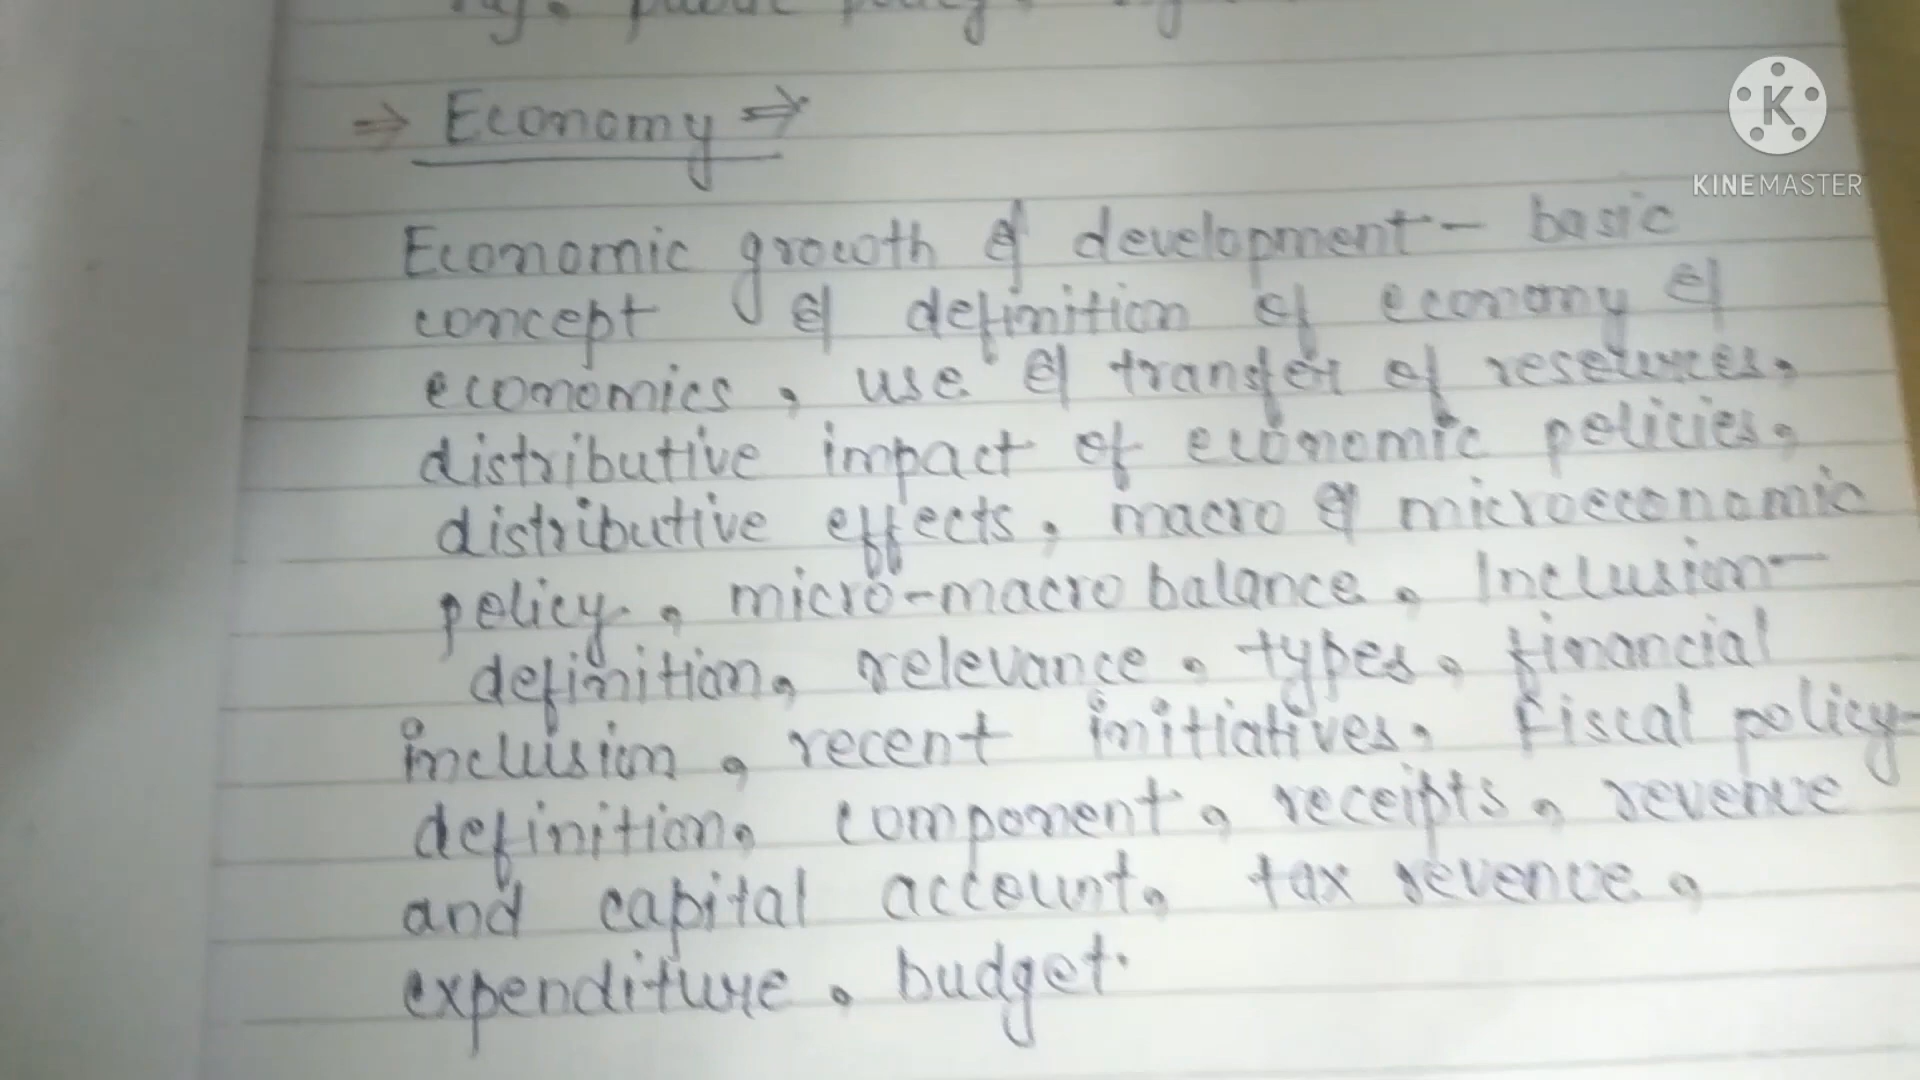 public policy.
⇒ Economy ⇒
K
KINEMASTER
Economic growth & development - basic
concept & definition of economy &
economics, use & transfer of resources,
distributive impact of economic policies,
distributive effects, macro & microeconomic
policy, micro-macro balance, Inclusion-
definition, relevance, types, financial
inclusion, recent initiatives, Fiscal policy-
definition, component, receipts, revenue
and capital account, tax revenue,
expenditure, budget.